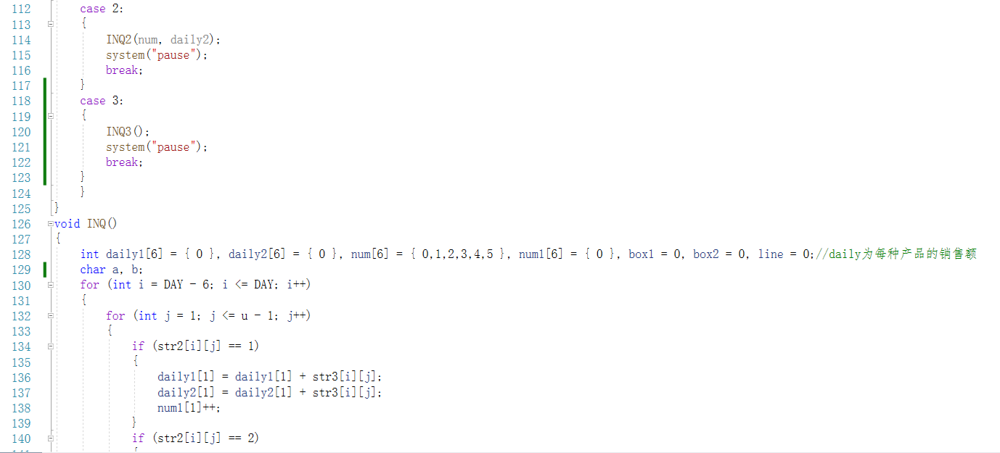 112 case 2:
113 {
114 INQ2(num, daily2);
115 system("pause");
116 break;
117 }
118 case 3:
119 {
120 INQ3();
121 system("pause");
122 break;
123 }
124 }
125 }
126 void INQ()
127 {
128 int daily1[6] = { 0 }, daily2[6] = { 0 }, num[6] = { 0,1,2,3,4,5 }, num1[6] = { 0 }, box1 = 0, box2 = 0, line = 0;//daily为每种产品的销售额
129 char a, b;
130 for (int i = DAY - 6; i <= DAY; i++)
131 {
132 for (int j = 1; j <= u - 1; j++)
133 {
134 if (str2[i][j] == 1)
135 {
136 daily1[1] = daily1[1] + str3[i][j];
137 daily2[1] = daily2[1] + str3[i][j];
138 num1[1]++;
139 }
140 if (str2[i][j] == 2)